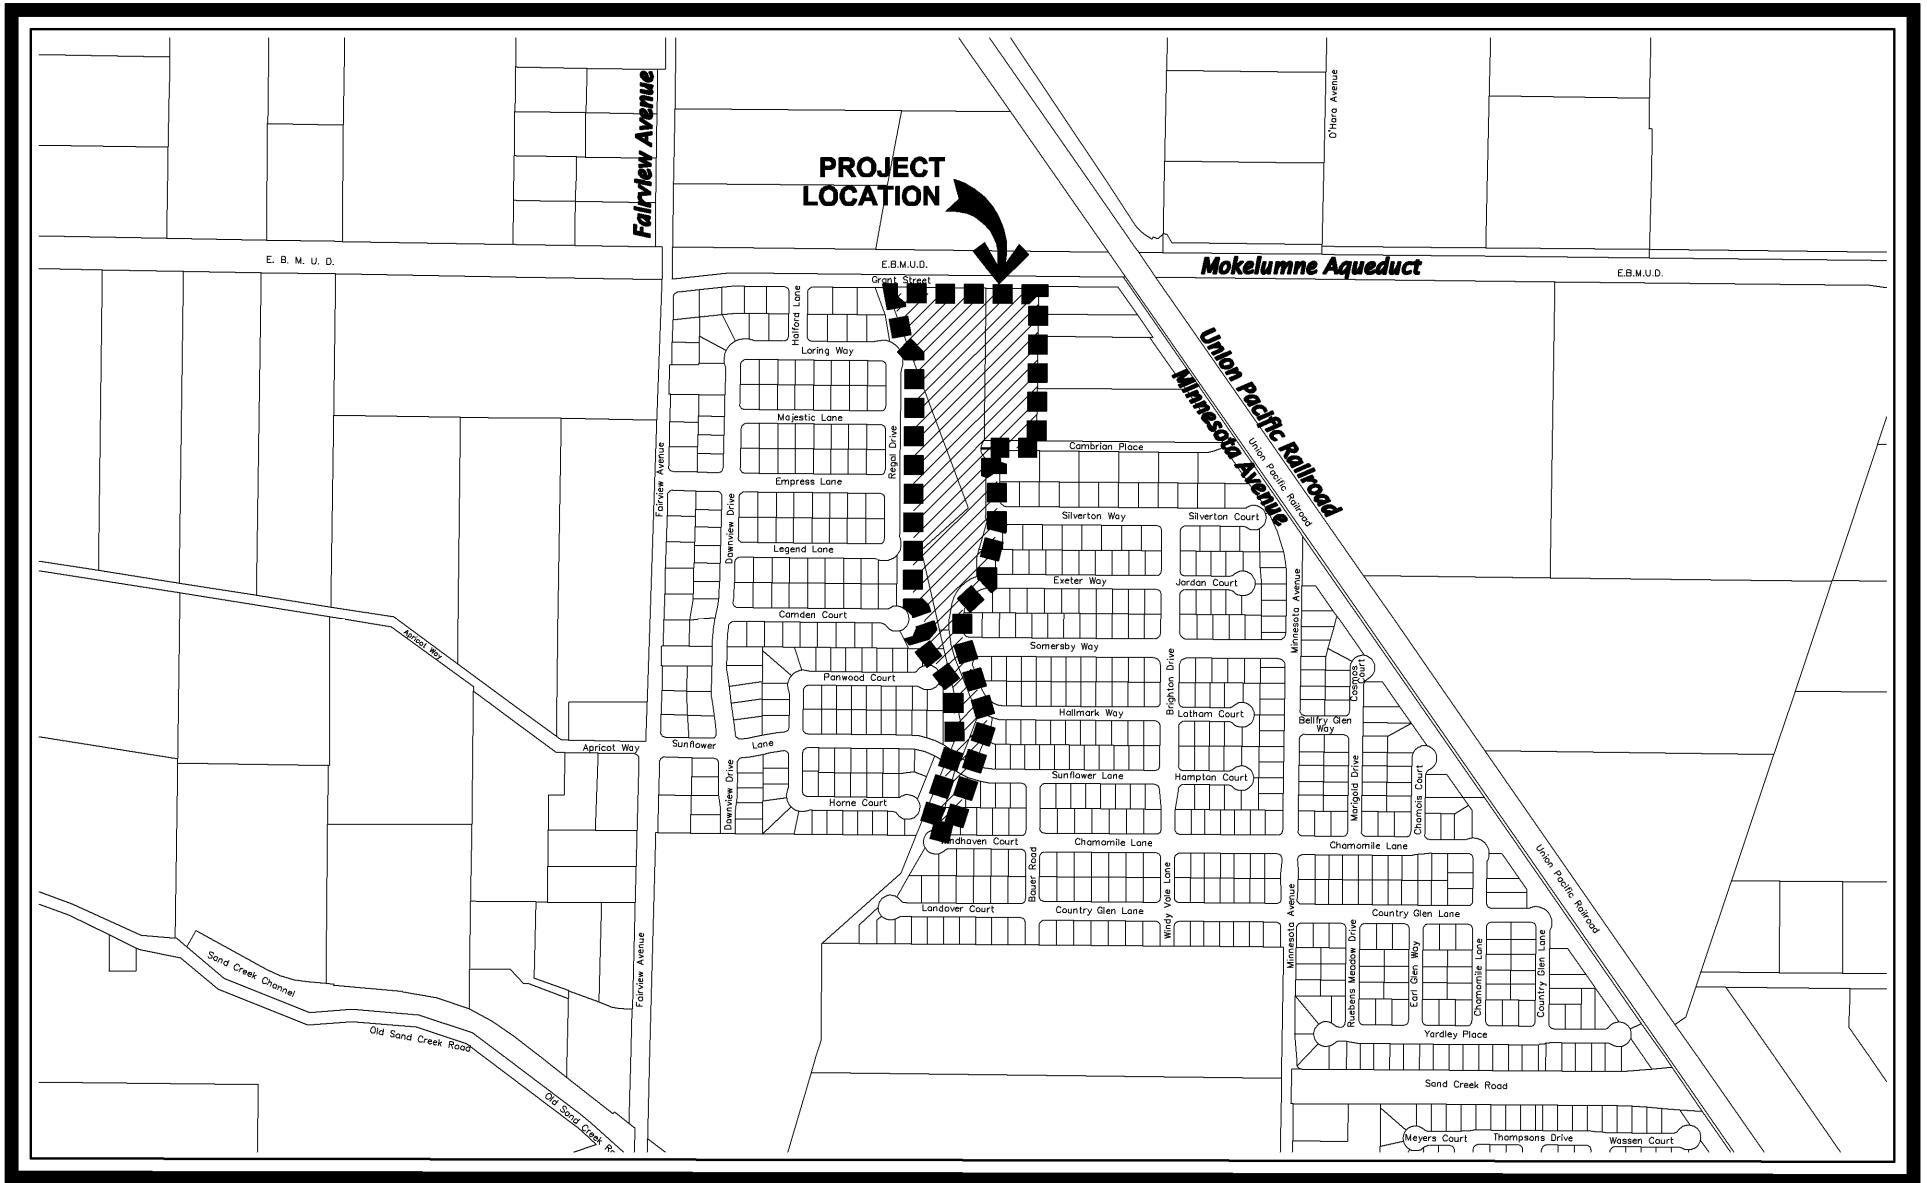 Fairview Avenue
O'Hara Avenue
PROJECT
LOCATION
E. B. M. U. D.
E.B.M.U.D.
Mokelumne Aqueduct
E.B.M.U.D.
Grant Street
Halford Lane
Loring Way
Union Pacific Railroad
Minnesota Avenue
Majestic Lane
Regal Drive
Cambrian Place
Union Pacific Railroad
Fairview Avenue
Empress Lane
Downview Drive
Silverton Way
Silverton Court
Legend Lane
Exeter Way
Jordan Court
Minnesota Avenue
Camden Court
Apricot Way
Somersby Way
Brighton Drive
Cosmos
Court
Panwood Court
Hallmark Way
Latham Court
Bellfry Glen
Way
Apricot Way
Sunflower
Lane
Sunflower Lane
Hampton Court
Marigold Drive
Chamois Court
Downview Drive
Horne Court
Court
Chamomile Lane
Chamomile Lane
Union Pacific Railroad
Bauer Road
Windy Vale Lane
Landover Court
Country Glen Lane
Minnesota Avenue
Country Glen Lane
Fairview Avenue
Ruebens Meadow Drive
Earl Glen Way
Chamomile Lane
Country Glen Lane
Sand Creek Channel
Old Sand Creek Road
Yardley Place
Sand Creek Road
Old Sand Creek
Meyers Court
Thompsons Drive
Wassen Court